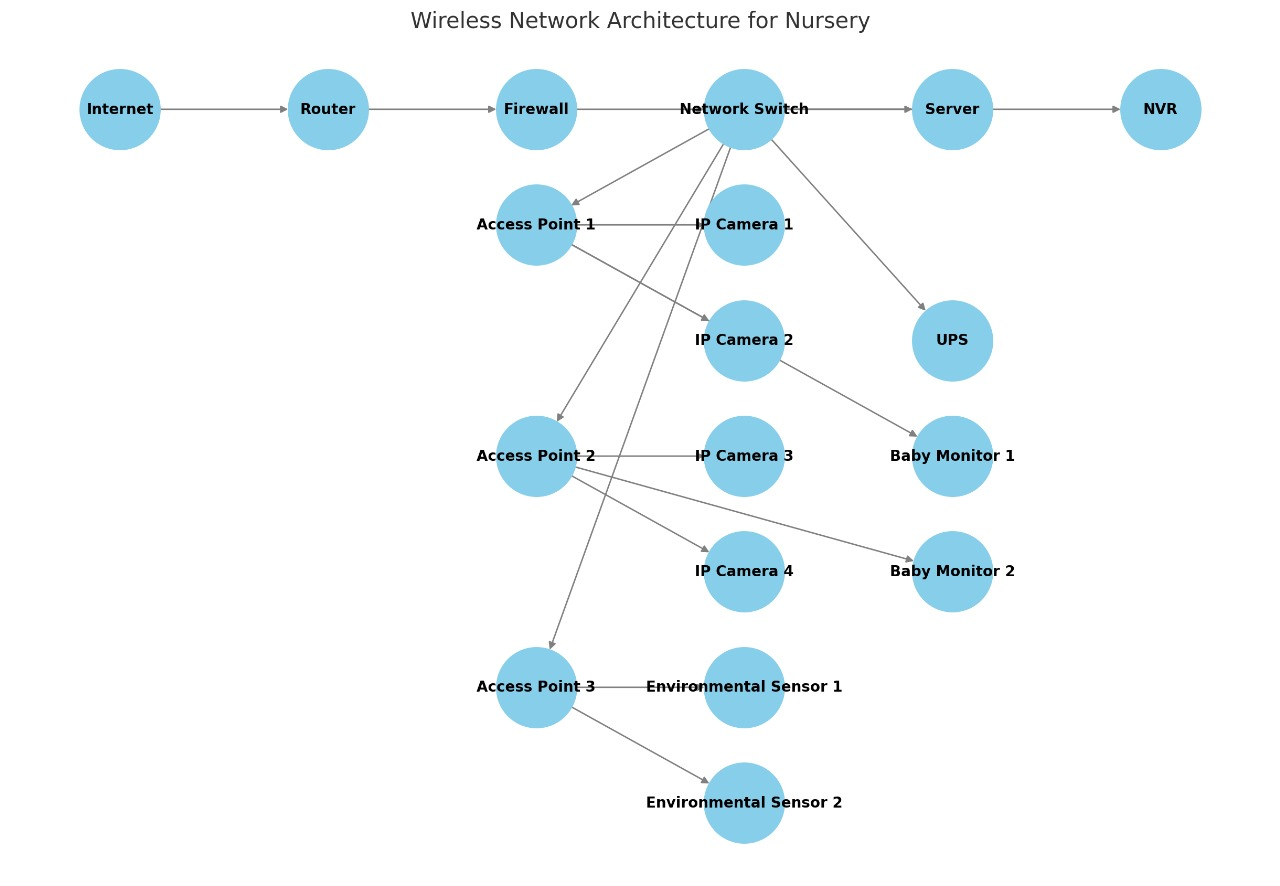 Wireless Network Architecture for Nursery
Internet
Router
Firewall
Network Switch
Server
NVR
Access Point 1
IP Camera 1
IP Camera 2
UPS
Access Point 2
IP Camera 3
Baby Monitor 1
IP Camera 4
Baby Monitor 2
Access Point 3
Environmental Sensor 1
Environmental Sensor 2